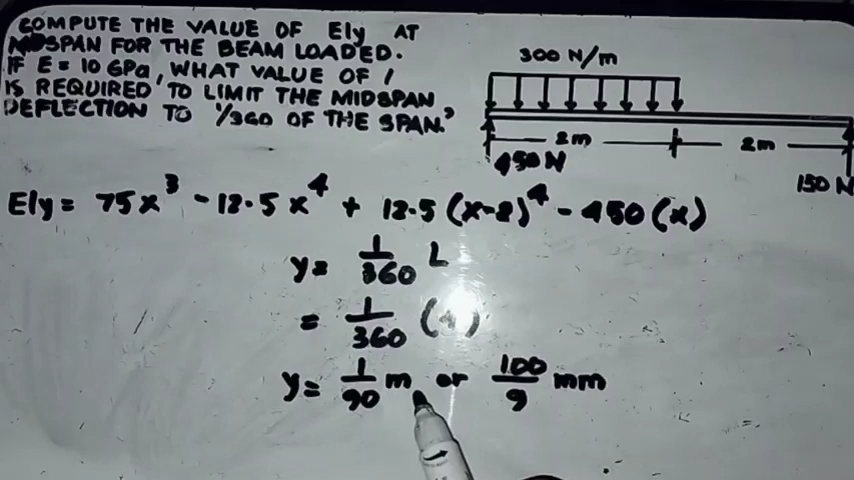 COMPUTE THE VALUE OF EIy AT
MIDSPAN FOR THE BEAM LOADED.
IF E = 10 GPa, WHAT VALUE OF I
IS REQUIRED TO LIMIT THE MIDSPAN
DEFLECTION TO 1/360 OF THE SPAN?
300 N/m
2m
2m
450 N
150 N
EIy = 75x³ - 12.5x⁴ + 12.5(x-2)⁴ - 450(x)
y = 1/360 L
= 1/360 (4)
y = 1/90 m or 100/9 mm